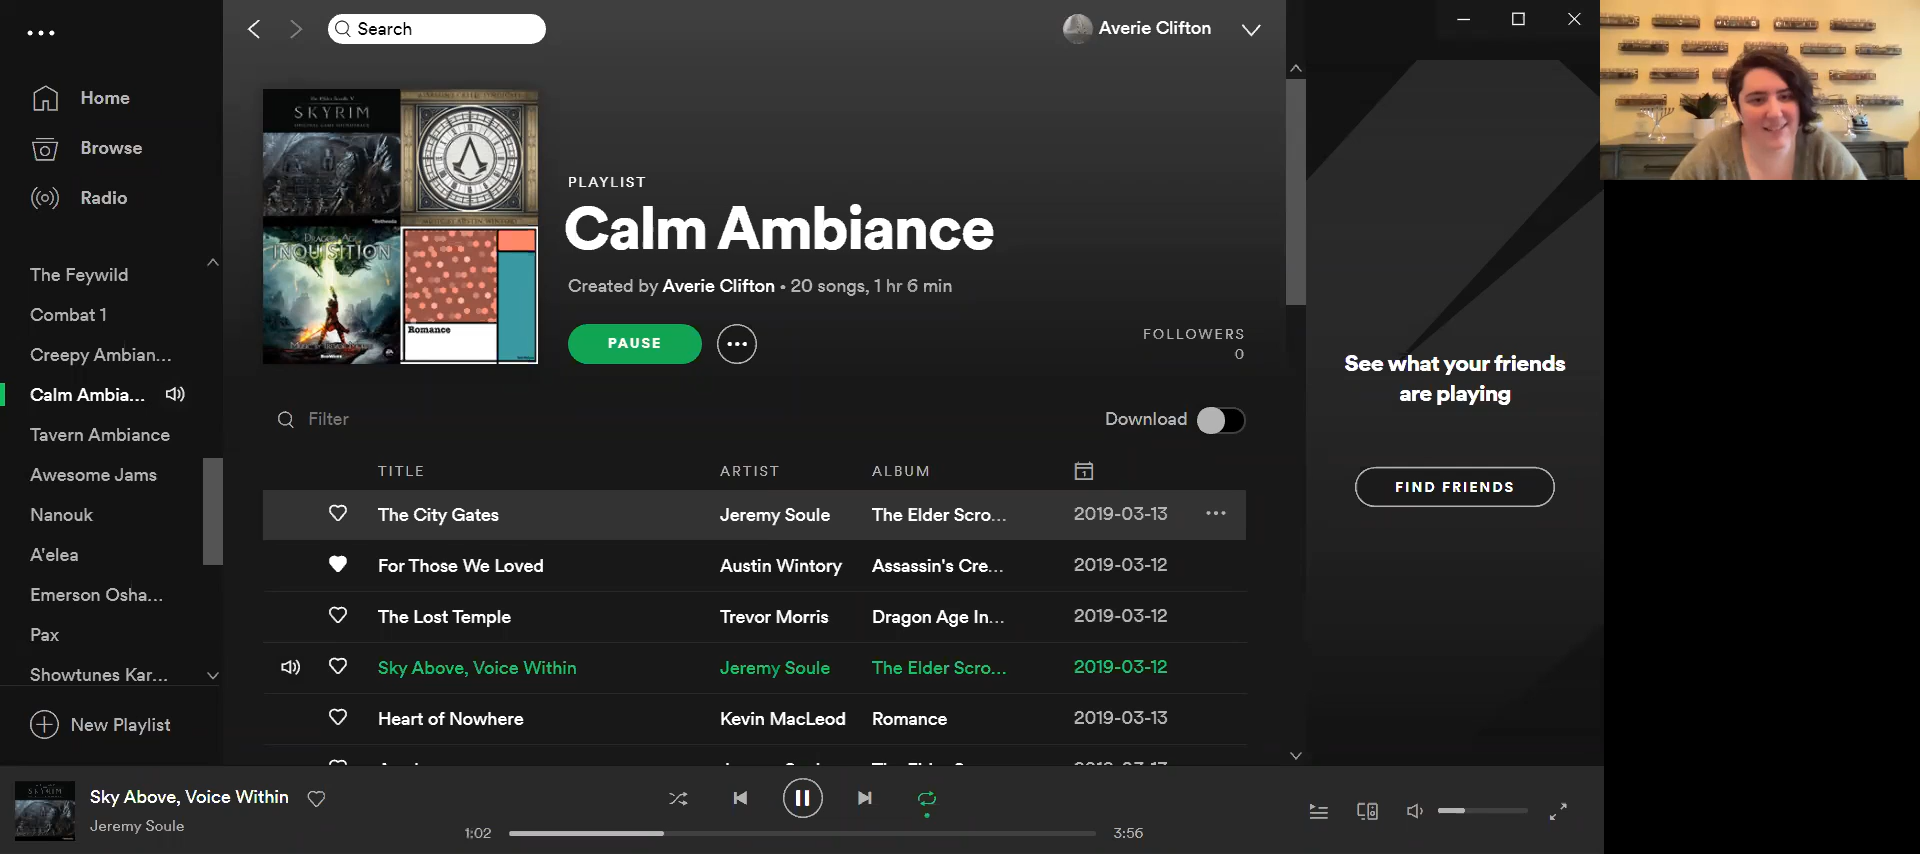 Search
Averie Clifton
Home
Browse
Radio
The Feywild
Combat 1
Creepy Ambian...
Calm Ambia...
Tavern Ambiance
Awesome Jams
Nanouk
A'elea
Emerson Osha...
Pax
Showtunes Kar...
New Playlist
SKYRIM
DRAGON AGE
INQUISITION
Romance
PLAYLIST
Calm Ambiance
Created by Averie Clifton • 20 songs, 1 hr 6 min
PAUSE
FOLLOWERS
0
Filter
Download
TITLE ARTIST ALBUM
The City Gates Jeremy Soule The Elder Scro... 2019-03-13
For Those We Loved Austin Wintory Assassin's Cre... 2019-03-12
The Lost Temple Trevor Morris Dragon Age In... 2019-03-12
Sky Above, Voice Within Jeremy Soule The Elder Scro... 2019-03-12
Heart of Nowhere Kevin MacLeod Romance 2019-03-13
See what your friends
are playing
FIND FRIENDS
Sky Above, Voice Within
Jeremy Soule
1:02
3:56